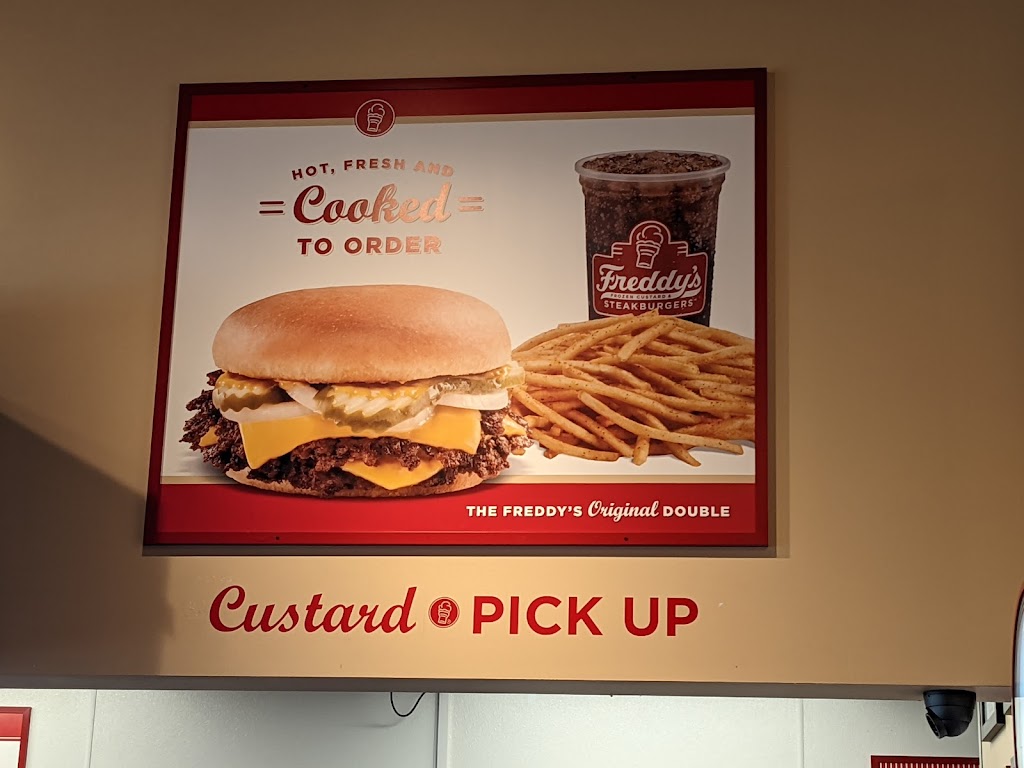 HOT, FRESH AND
Cooked
TO ORDER
Freddy's
FROZEN CUSTARD &
STEAKBURGERS
THE FREDDY'S Original DOUBLE
Custard PICK UP